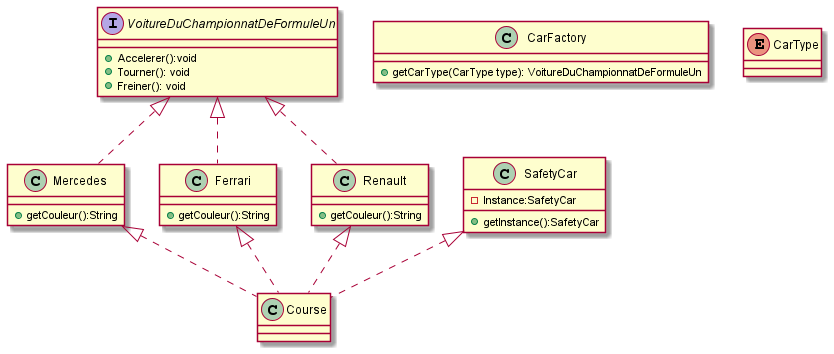 I VoitureDuChampionnatDeFormuleUn
Accelerer():void
Tourner(): void
Freiner(): void
C CarFactory
getCarType(CarType type): VoitureDuChampionnatDeFormuleUn
E CarType
C Mercedes
getCouleur():String
C Ferrari
getCouleur():String
C Renault
getCouleur():String
C SafetyCar
Instance:SafetyCar
getInstance():SafetyCar
C Course